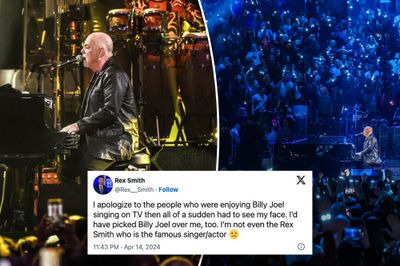 Rex Smith
@Rex__Smith · Follow
X
I apologize to the people who were enjoying Billy Joel
singing on TV then all of a sudden had to see my face. I'd
have picked Billy Joel over me, too. I'm not even the Rex
Smith who is the famous singer/actor 😟
11:43 PM · Apr 14, 2024